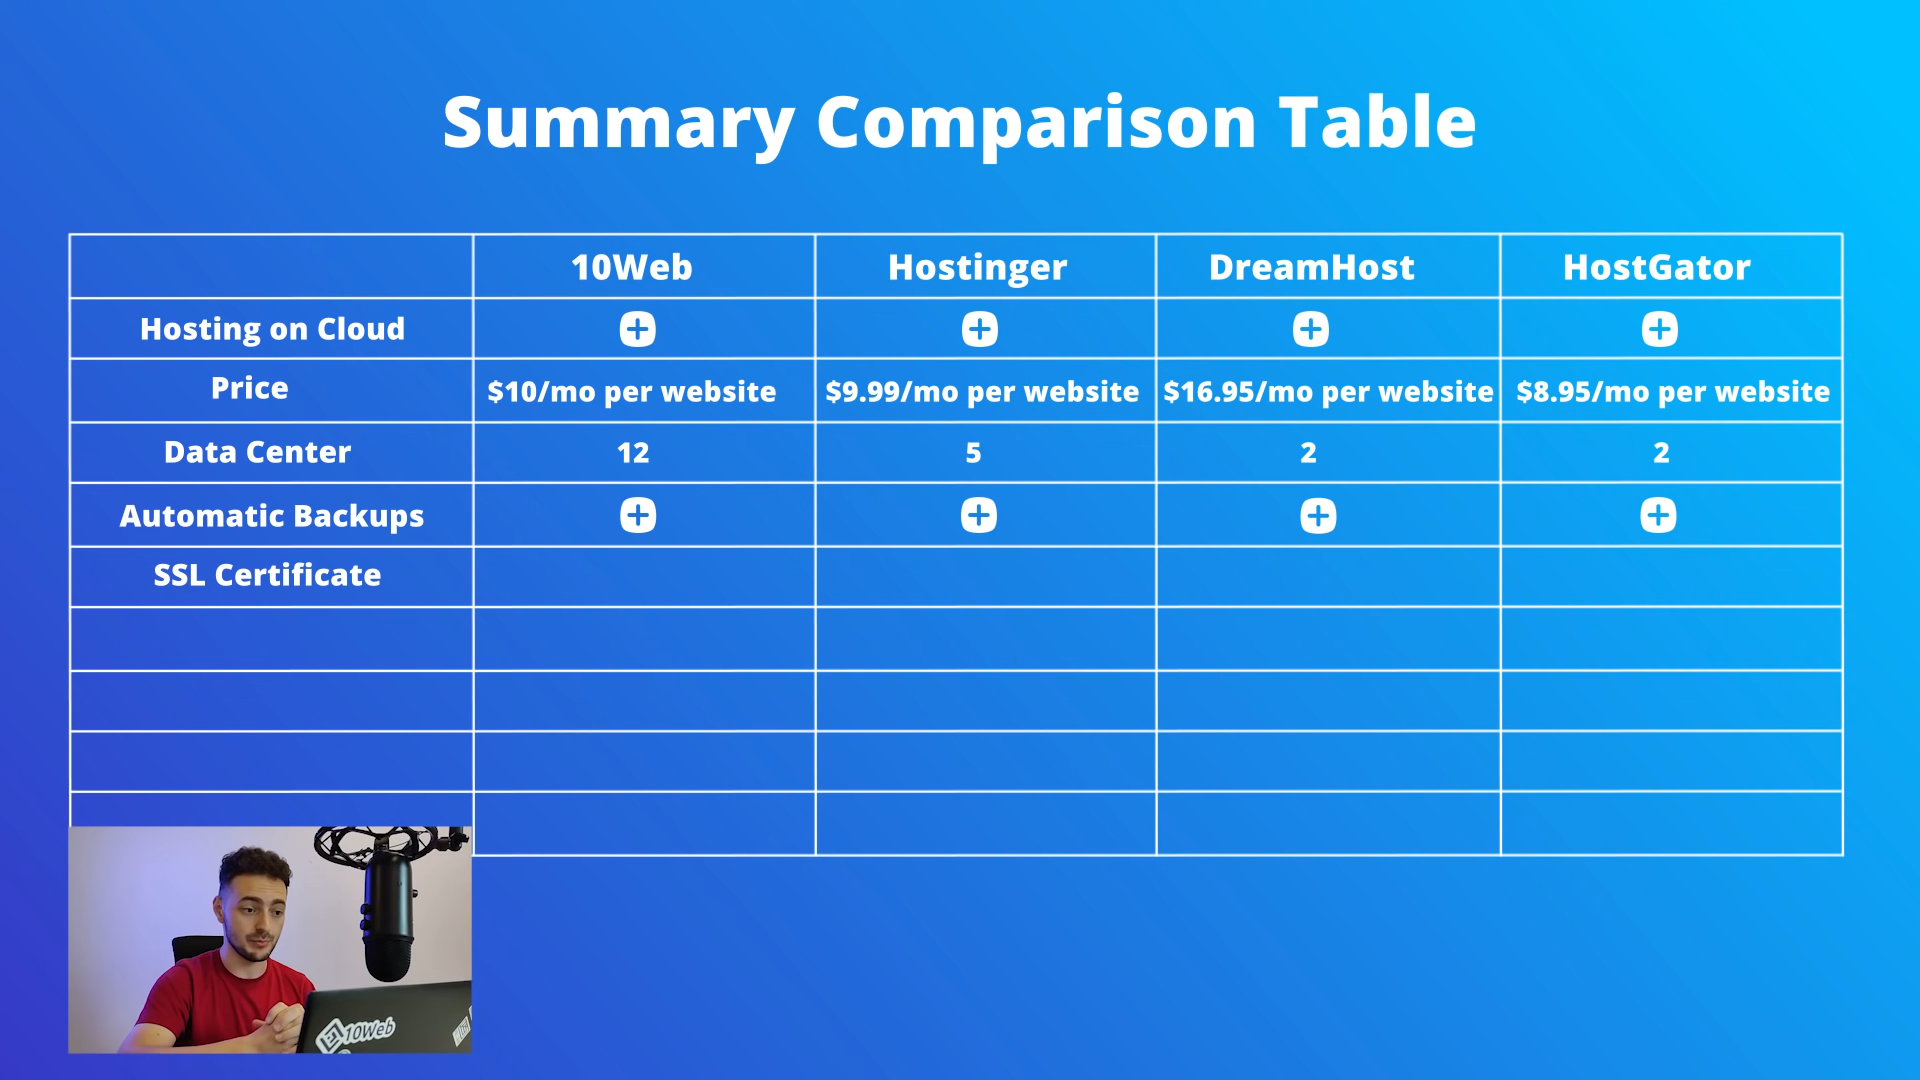 Summary Comparison Table
10Web Hostinger DreamHost HostGator
Hosting on Cloud
Price $10/mo per website $9.99/mo per website $16.95/mo per website $8.95/mo per website
Data Center 12 5 2 2
Automatic Backups
SSL Certificate
10Web